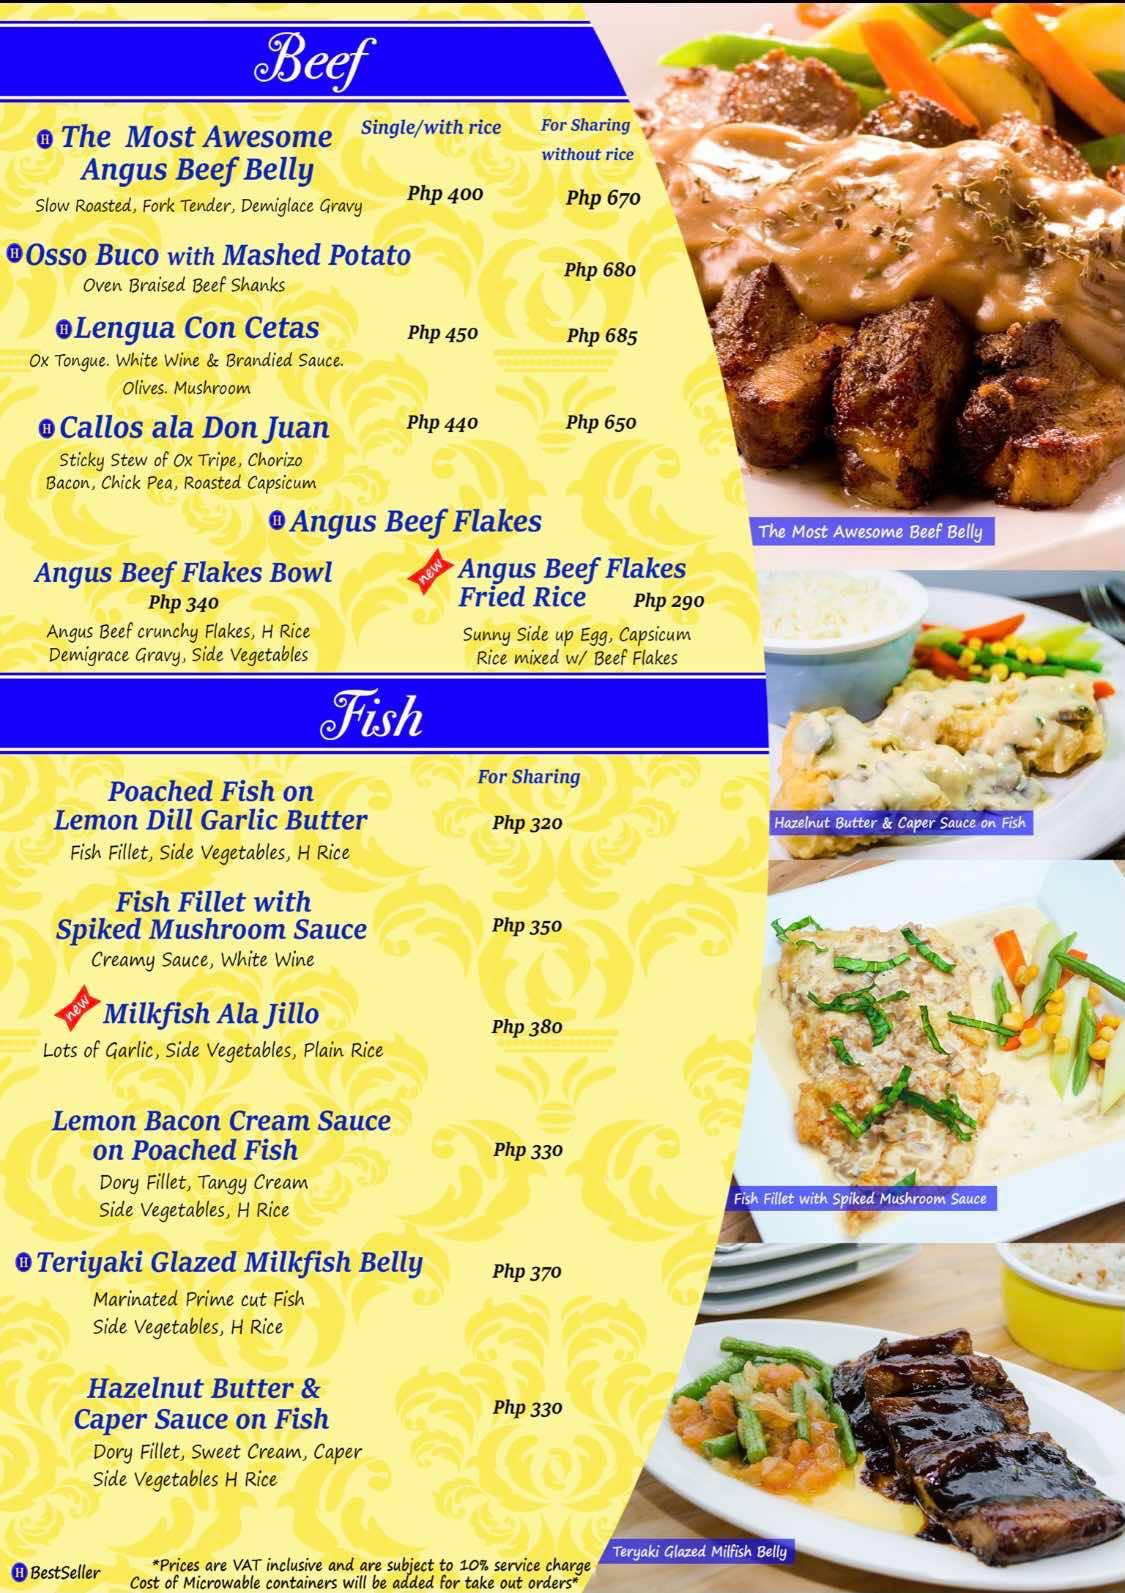 Beef
H The Most Awesome
Angus Beef Belly
Single/with rice
For Sharing
without rice
Slow Roasted, Fork Tender, Demiglace Gravy
Php 400
Php 670
H Osso Buco with Mashed Potato
Oven Braised Beef Shanks
Php 680
H Lengua Con Cetas
Php 450
Php 685
Ox Tongue. White Wine & Brandied Sauce.
Olives. Mushroom
H Callos ala Don Juan
Php 440
Php 650
Sticky Stew of Ox Tripe, Chorizo
Bacon, Chick Pea, Roasted Capsicum
H Angus Beef Flakes
Angus Beef Flakes Bowl
Php 340
Angus Beef crunchy Flakes, H Rice
Demigrace Gravy, Side Vegetables
new Angus Beef Flakes
Fried Rice Php 290
Sunny Side up Egg, Capsicum
Rice mixed w/ Beef Flakes
The Most Awesome Beef Belly
Fish
For Sharing
Poached Fish on
Lemon Dill Garlic Butter
Php 320
Fish Fillet, Side Vegetables, H Rice
Hazelnut Butter & Caper Sauce on Fish
Fish Fillet with
Spiked Mushroom Sauce
Php 350
Creamy Sauce, White Wine
new Milkfish Ala Jillo
Php 380
Lots of Garlic, Side Vegetables, Plain Rice
Lemon Bacon Cream Sauce
on Poached Fish
Php 330
Dory Fillet, Tangy Cream
Side Vegetables, H Rice
Fish Fillet with Spiked Mushroom Sauce
H Teriyaki Glazed Milkfish Belly
Php 370
Marinated Prime cut Fish
Side Vegetables, H Rice
Hazelnut Butter &
Caper Sauce on Fish
Php 330
Dory Fillet, Sweet Cream, Caper
Side Vegetables H Rice
Teryaki Glazed Milfish Belly
H BestSeller
*Prices are VAT inclusive and are subject to 10% service charge
Cost of Microwable containers will be added for take out orders*